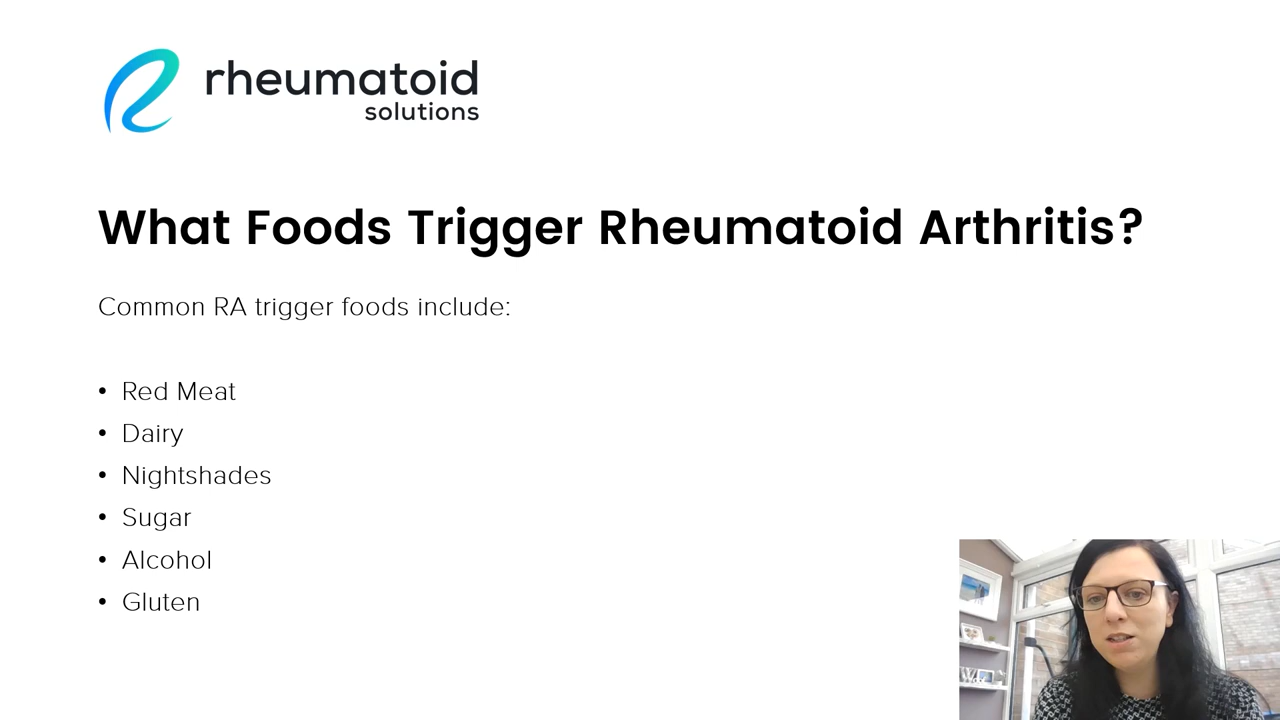 rheumatoid
solutions
What Foods Trigger Rheumatoid Arthritis?
Common RA trigger foods include:
• Red Meat
• Dairy
• Nightshades
• Sugar
• Alcohol
• Gluten